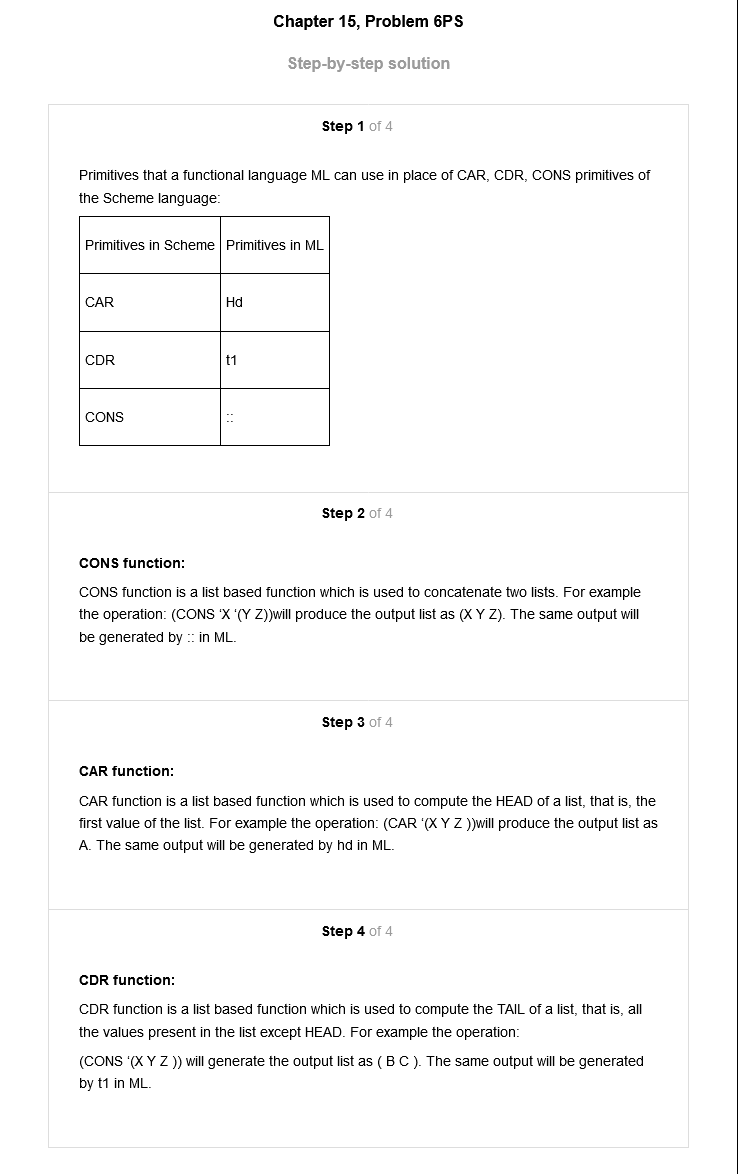 Chapter 15, Problem 6PS
Step-by-step solution
Step 1 of 4
Primitives that a functional language ML can use in place of CAR, CDR, CONS primitives of
the Scheme language:
Primitives in Scheme Primitives in ML
CAR Hd
CDR t1
CONS ::
Step 2 of 4
CONS function:
CONS function is a list based function which is used to concatenate two lists. For example
the operation: (CONS ‘X ‘(Y Z))will produce the output list as (X Y Z). The same output will
be generated by :: in ML.
Step 3 of 4
CAR function:
CAR function is a list based function which is used to compute the HEAD of a list, that is, the
first value of the list. For example the operation: (CAR ‘(X Y Z ))will produce the output list as
A. The same output will be generated by hd in ML.
Step 4 of 4
CDR function:
CDR function is a list based function which is used to compute the TAIL of a list, that is, all
the values present in the list except HEAD. For example the operation:
(CONS ‘(X Y Z )) will generate the output list as ( B C ). The same output will be generated
by t1 in ML.